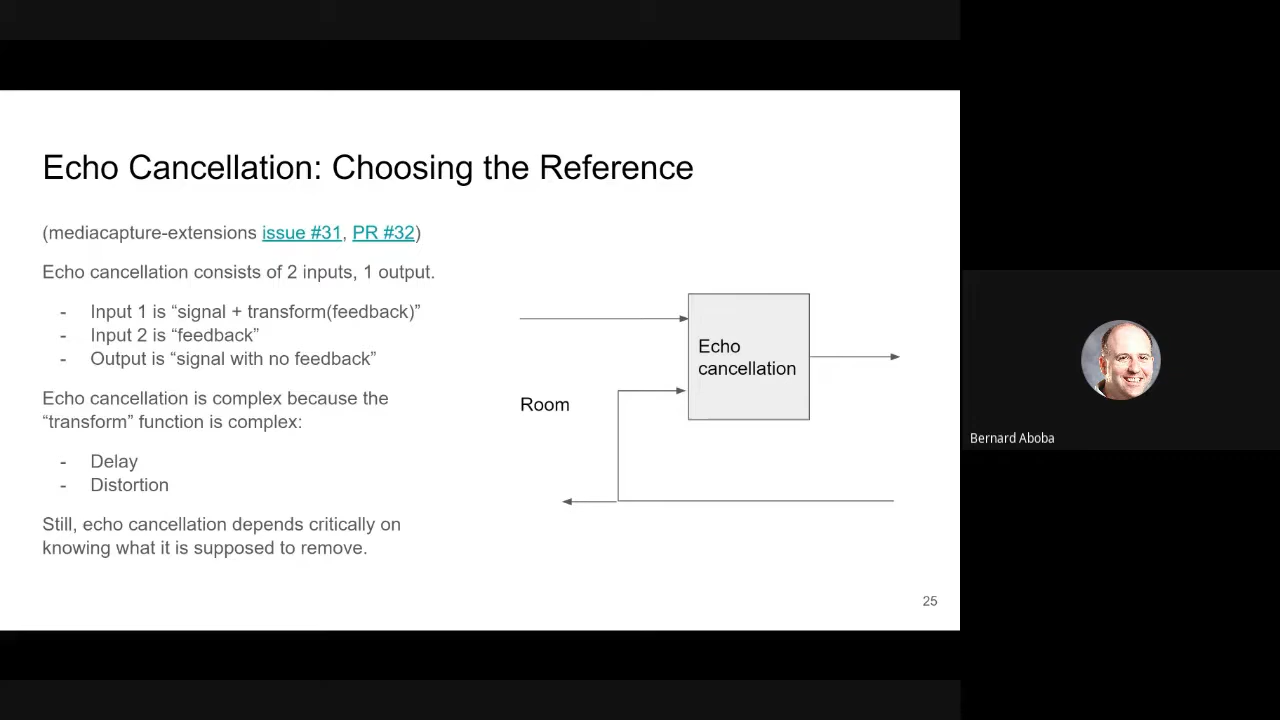 Echo Cancellation: Choosing the Reference
(mediacapture-extensions issue #31, PR #32)
Echo cancellation consists of 2 inputs, 1 output.
- Input 1 is “signal + transform(feedback)”
- Input 2 is “feedback”
- Output is “signal with no feedback”
Echo cancellation is complex because the
“transform” function is complex:
- Delay
- Distortion
Still, echo cancellation depends critically on
knowing what it is supposed to remove.
Echo
cancellation
Room
25
Bernard Aboba